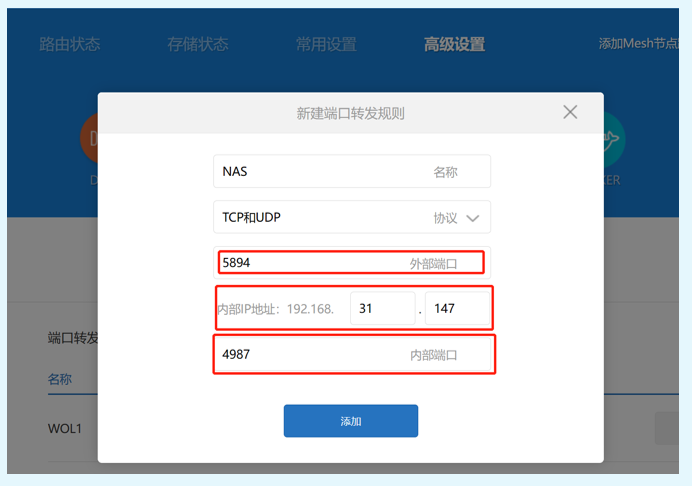 路由状态 存储状态 常用设置 高级设置 添加Mesh节点
新建端口转发规则
D
KER
NAS 名称
TCP和UDP 协议
5894 外部端口
内部IP地址：192.168. 31 . 147
4987 内部端口
端口转发
名称
添加
WOL1